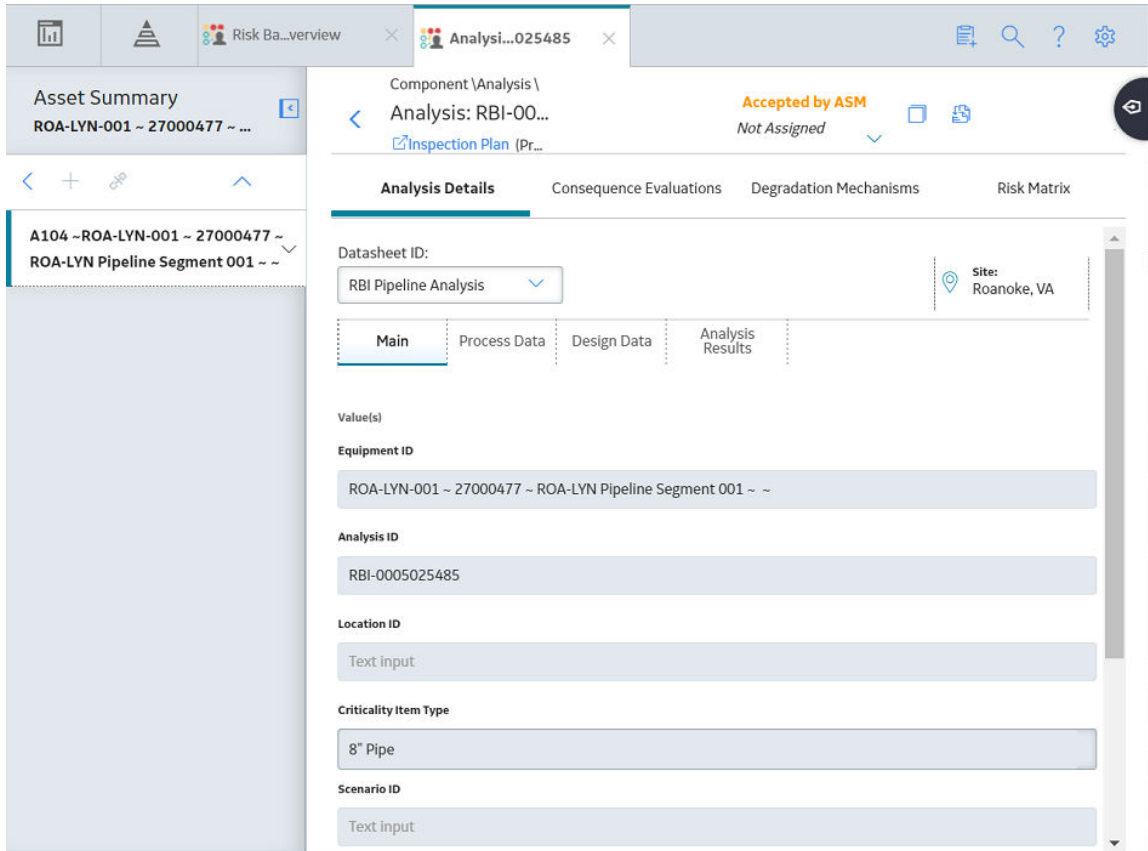 Risk Ba...verview
Analysi...025485
Asset Summary
ROA-LYN-001 ~ 27000477 ~ ...
A104 ~ROA-LYN-001 ~ 27000477 ~
ROA-LYN Pipeline Segment 001 ~ ~
Component \Analysis \
Analysis: RBI-00...
Inspection Plan (Pr...
Accepted by ASM
Not Assigned
Analysis Details
Consequence Evaluations
Degradation Mechanisms
Risk Matrix
Datasheet ID:
RBI Pipeline Analysis
Site:
Roanoke, VA
Main
Process Data
Design Data
Analysis
Results
Value(s)
Equipment ID
ROA-LYN-001 ~ 27000477 ~ ROA-LYN Pipeline Segment 001 ~ ~
Analysis ID
RBI-0005025485
Location ID
Text input
Criticality Item Type
8" Pipe
Scenario ID
Text input